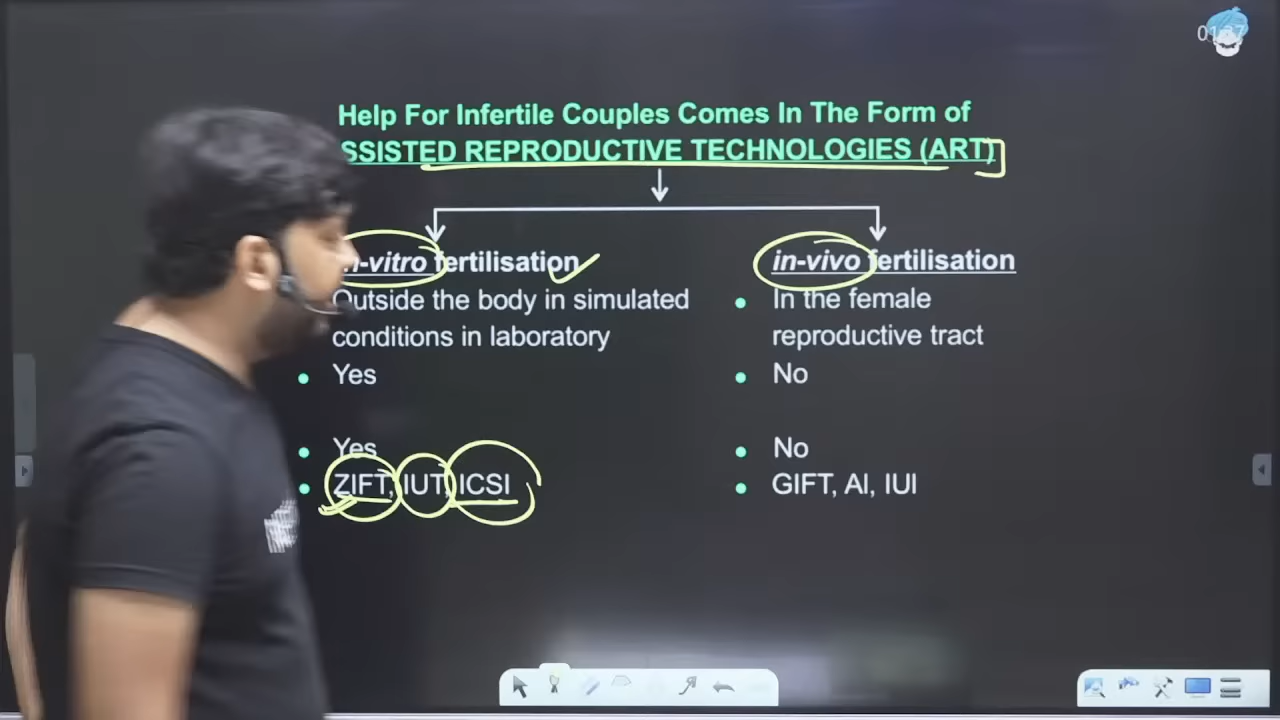 Help For Infertile Couples Comes In The Form of
SSISTED REPRODUCTIVE TECHNOLOGIES (ART)
-vitro fertilisation
in-vivo fertilisation
Outside the body in simulated
conditions in laboratory
• In the female
reproductive tract
• Yes
• No
• Yes
• No
• ZIFT, IUT, ICSI
• GIFT, AI, IUI